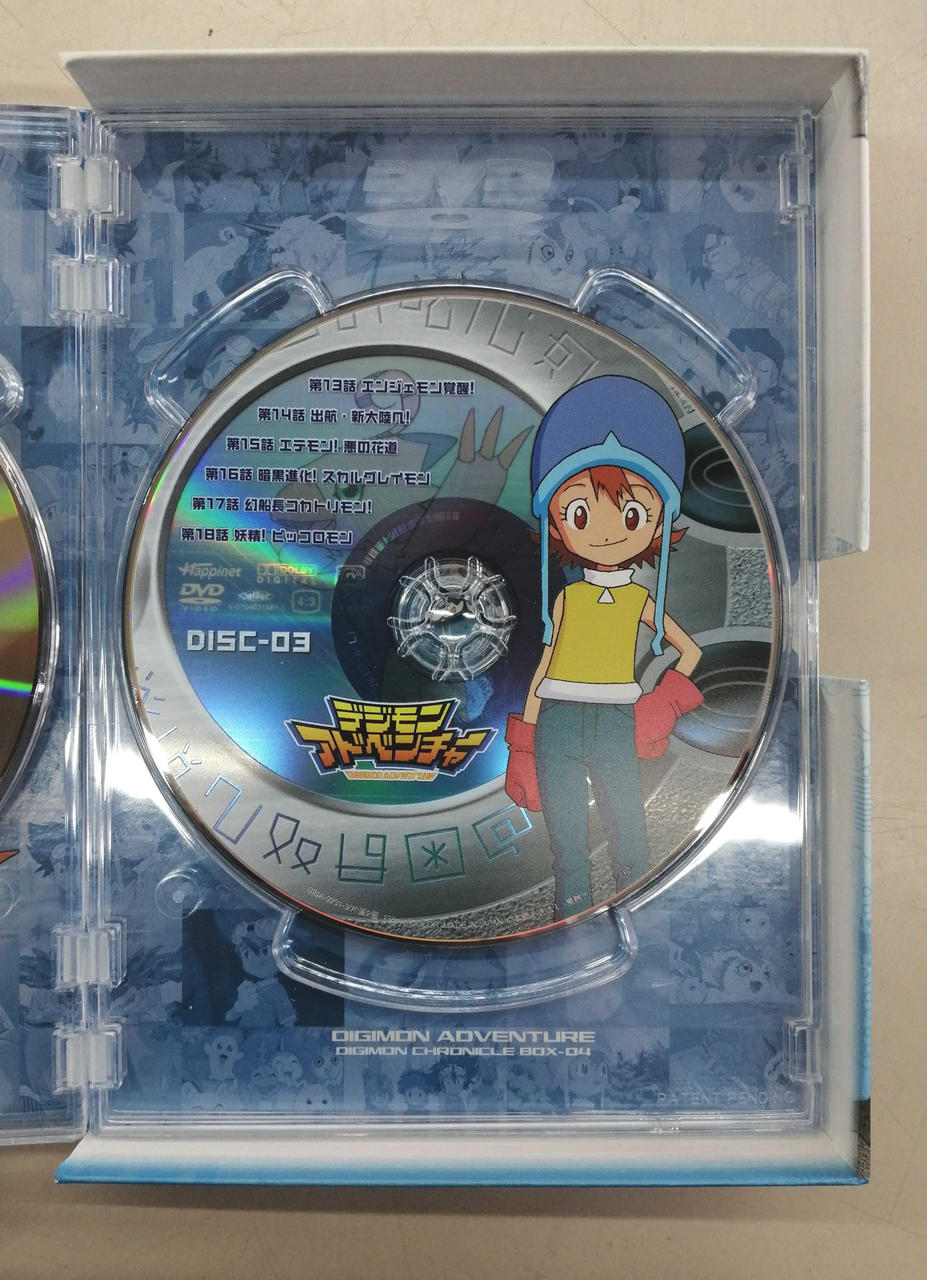 DVD
第13話 エンジェモン覚醒!
第14話 出航・新大陸へ!
第15話 エテモン! 悪の花道
第16話 暗黒進化! スカルグレイモン
第17話 幻船長コカトリモン!
第18話 妖精! ピッコロモン
Happinet
DOLBY
DIGITAL
DVD
VIDEO
4:3
DISC-03
デジモン
アドベンチャー
DIGIMON ADVENTURE
COLOR MADE IN JAPAN
DIGIMON ADVENTURE
DIGIMON CHRONICLE BOX-04
PATENT PENDING